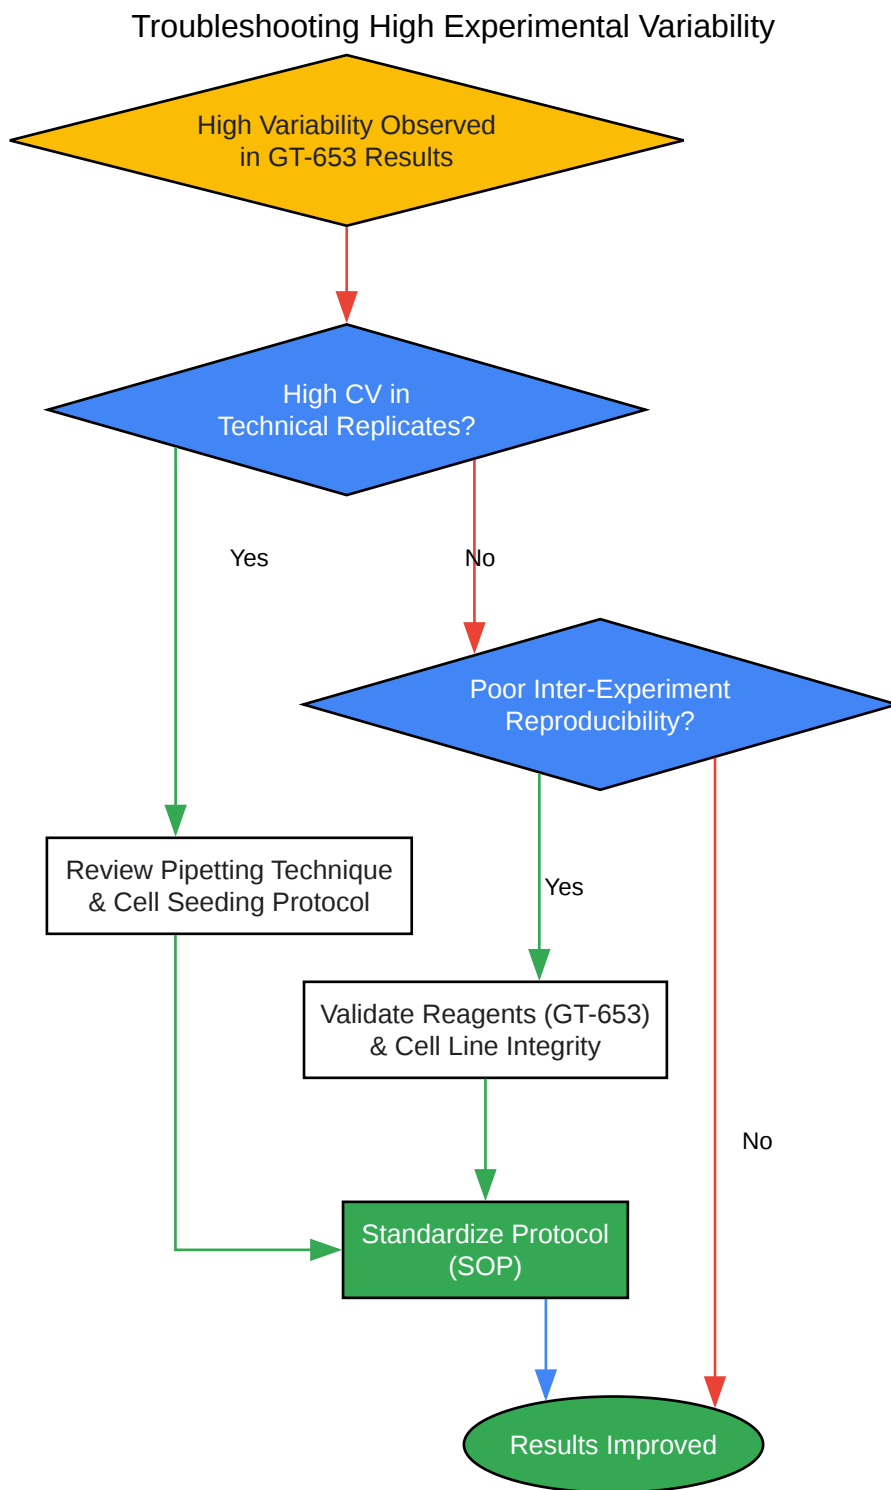 Troubleshooting High Experimental Variability
High Variability Observed
in GT-653 Results
High CV in
Technical Replicates?
Yes
No
Poor Inter-Experiment
Reproducibility?
Review Pipetting Technique
& Cell Seeding Protocol
Yes
Validate Reagents (GT-653)
& Cell Line Integrity
No
Standardize Protocol
(SOP)
Results Improved